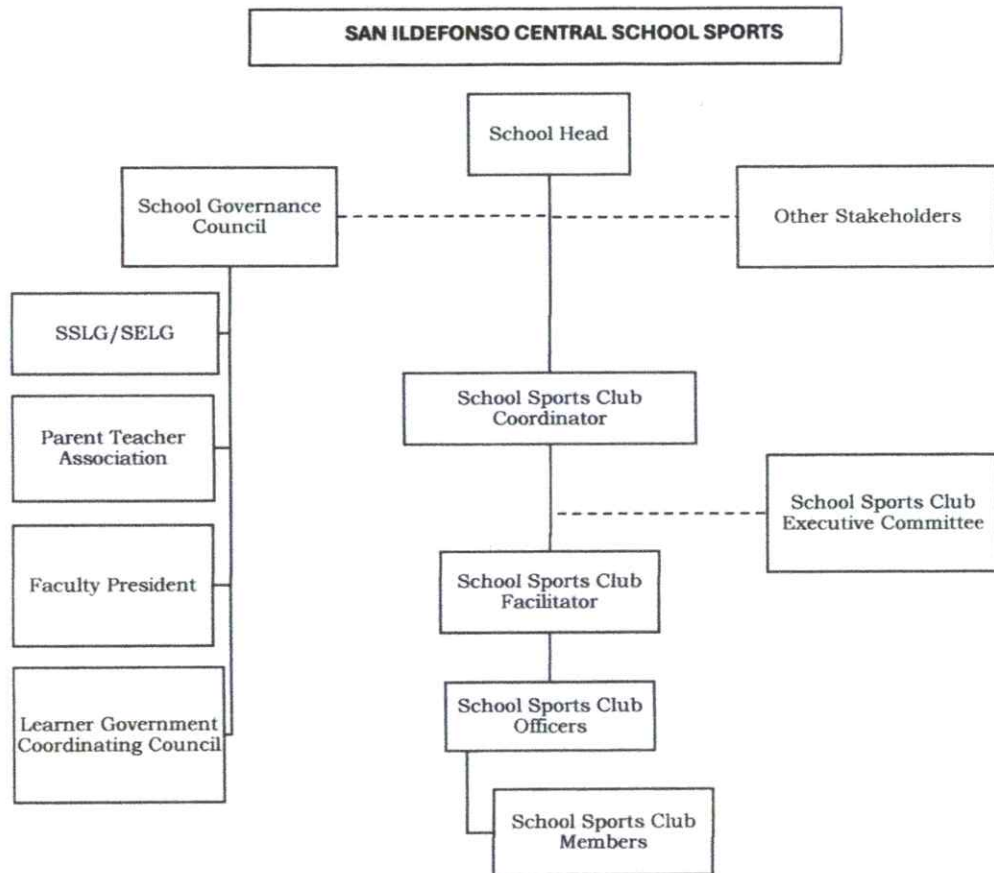 SAN ILDEFONSO CENTRAL SCHOOL SPORTS
School Head
School Governance
Council
Other Stakeholders
SSLG/SELG
School Sports Club
Coordinator
Parent Teacher
Association
School Sports Club
Executive Committee
Faculty President
School Sports Club
Facilitator
School Sports Club
Officers
Learner Government
Coordinating Council
School Sports Club
Members